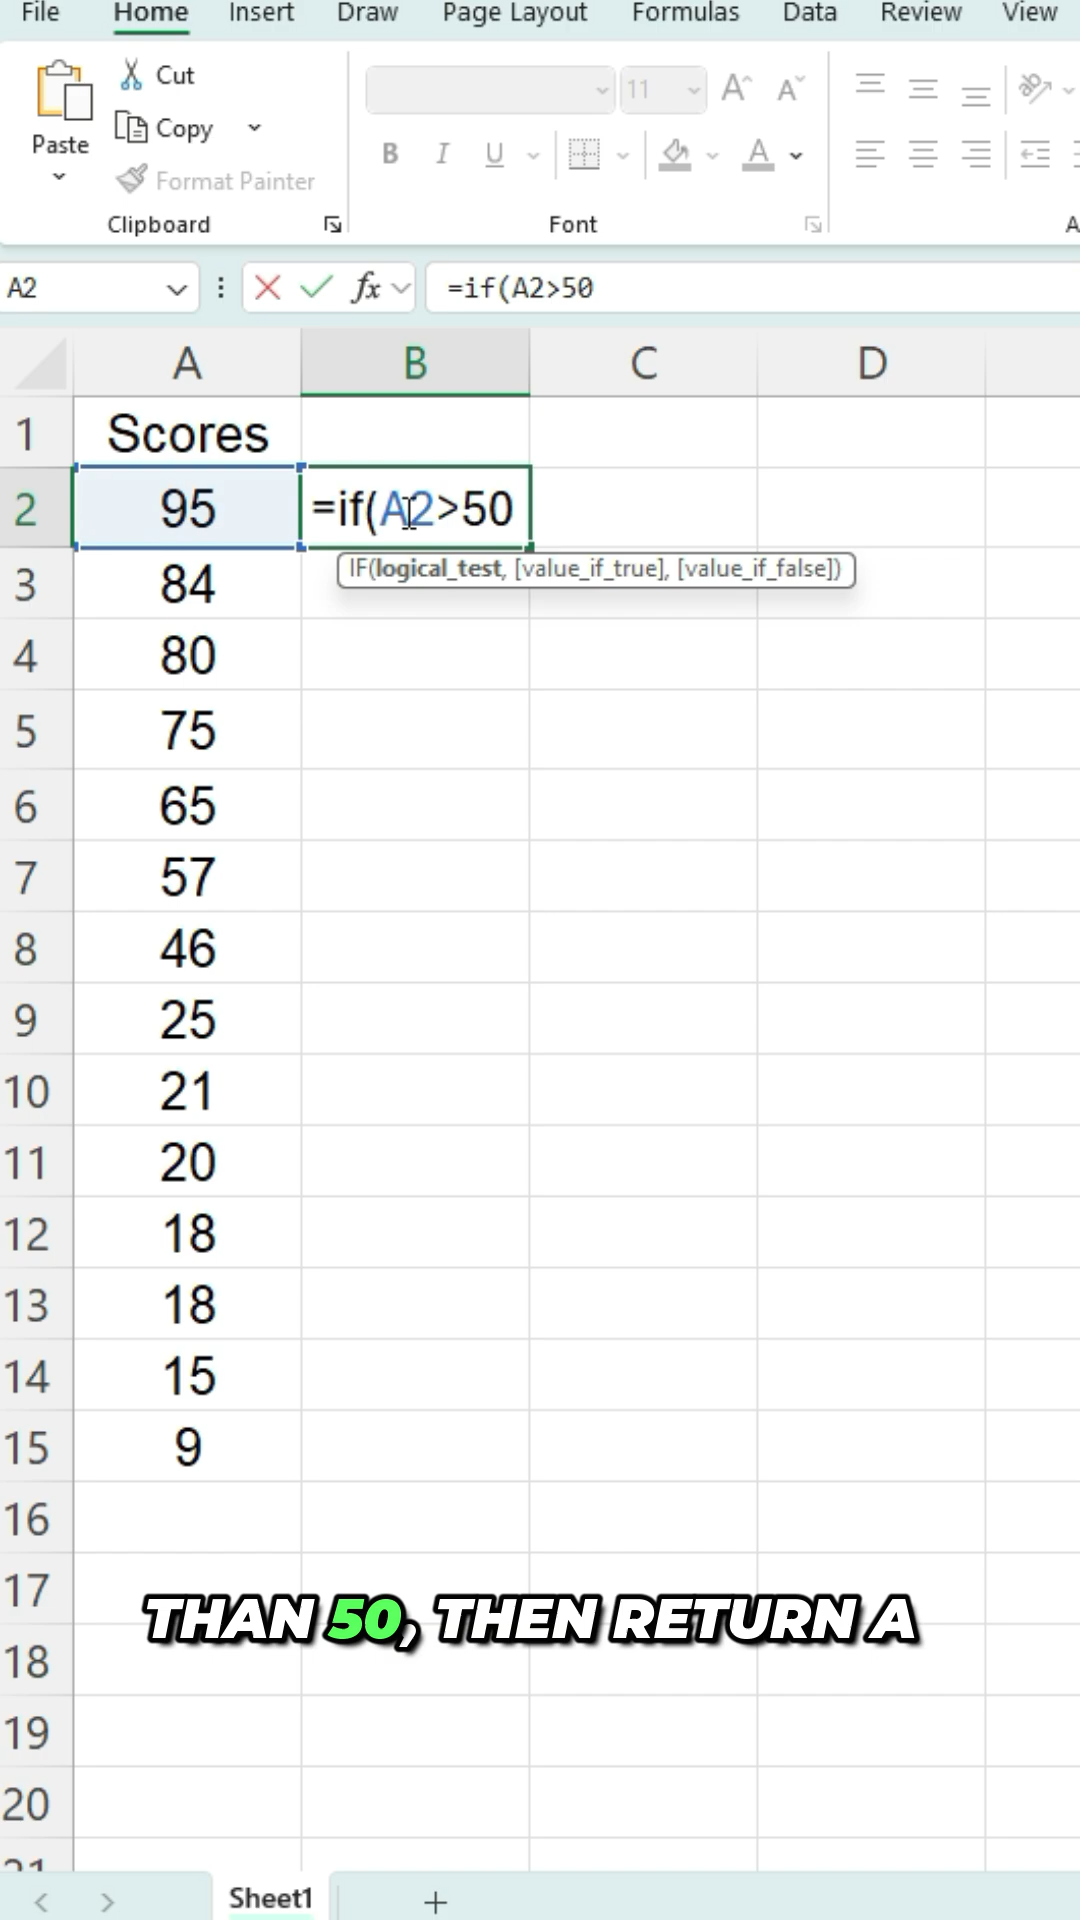 File Home Insert Draw Page Layout Formulas Data Review View
Cut
Copy
Paste
Format Painter
11
A A
B I U A
Clipboard Font A
A2 fx =if(A2>50
A B C D
1 Scores
2 95 =if(A2>50
IF(logical_test, [value_if_true], [value_if_false])
3 84
4 80
5 75
6 65
7 57
8 46
9 25
10 21
11 20
12 18
13 18
14 15
15 9
16
17
THAN 50, THEN RETURN A
18
19
20
21
Sheet1 +